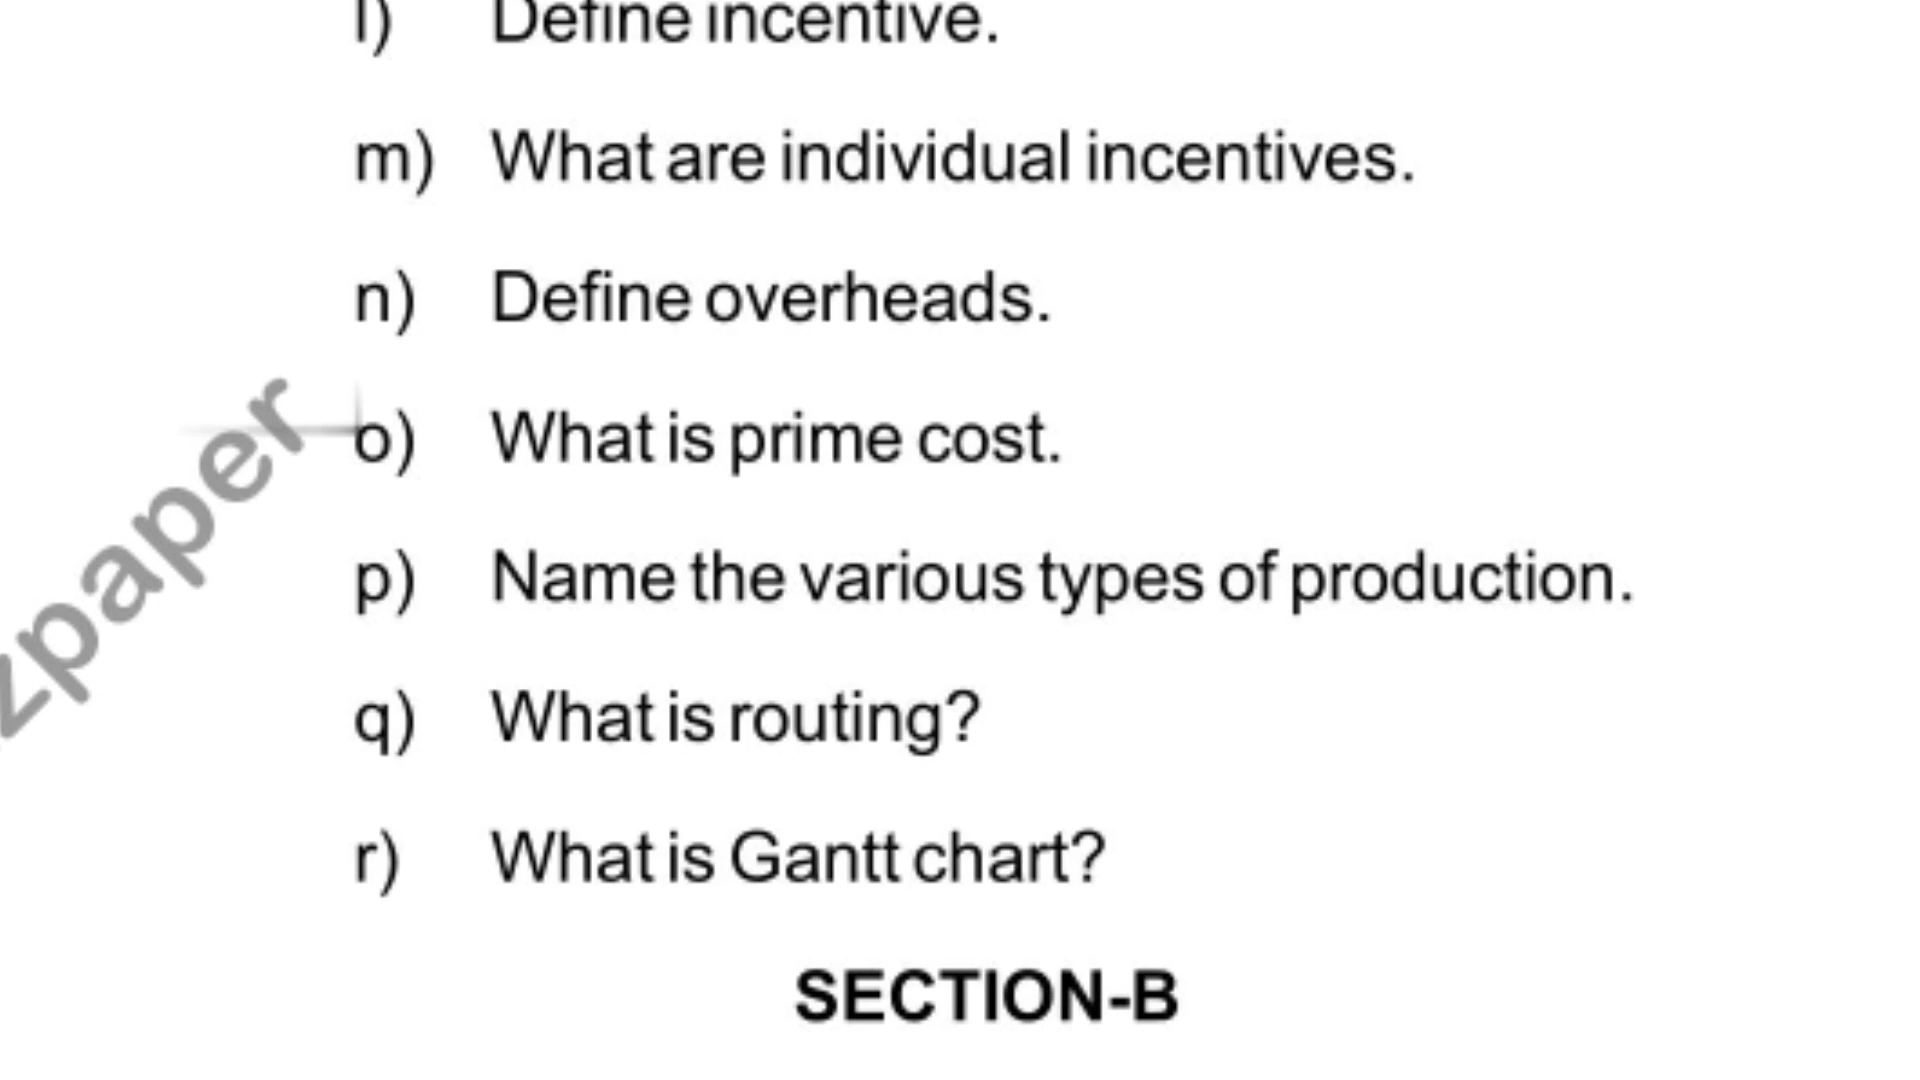 l) Define incentive.
m) What are individual incentives.
n) Define overheads.
o) What is prime cost.
p) Name the various types of production.
q) What is routing?
r) What is Gantt chart?
SECTION-B
zpaper